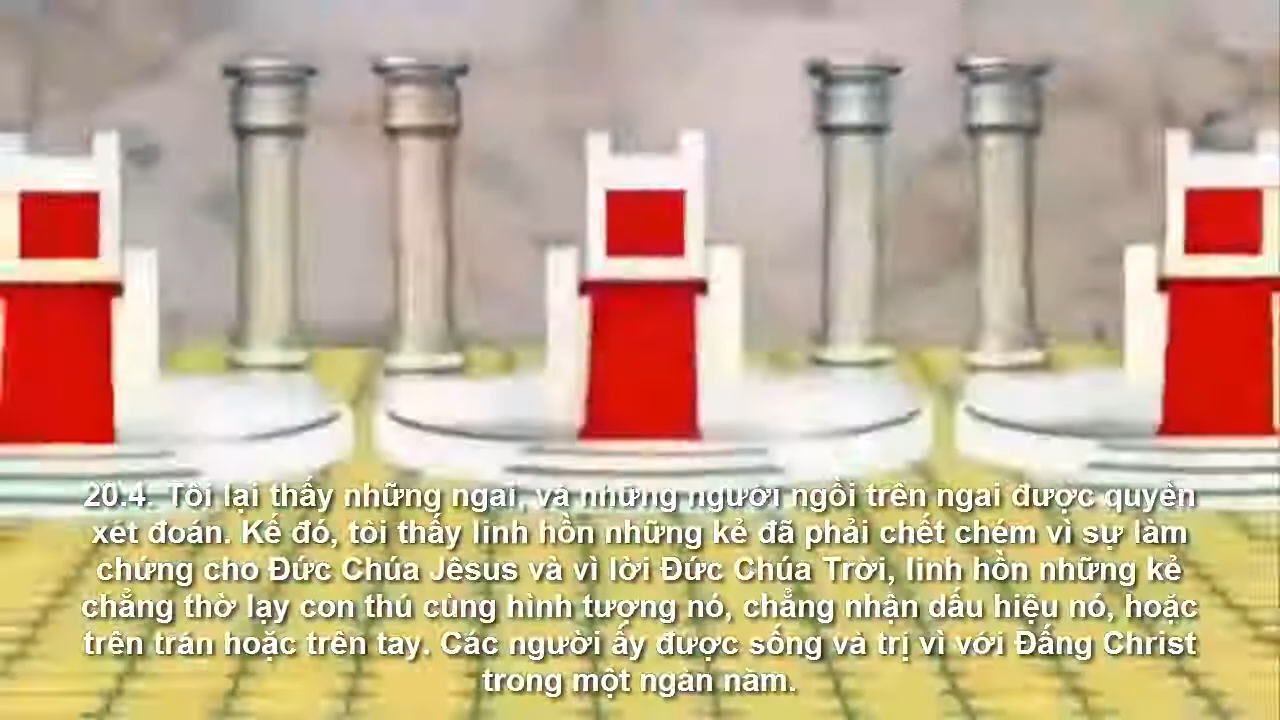 20:4: Tôi lại thấy những ngai, và những người ngồi trên ngai được quyền
xét đoán. Kế đó, tôi thấy linh hồn những kẻ đã phải chết chém vì sự làm
chứng cho Đức Chúa Jêsus và vì lời Đức Chúa Trời, linh hồn những kẻ
chẳng thờ lạy con thú cùng hình tượng nó, chẳng nhận dấu hiệu nó, hoặc
trên trán hoặc trên tay. Các người ấy được sống và trị vì với Đấng Christ
trong một ngàn năm.